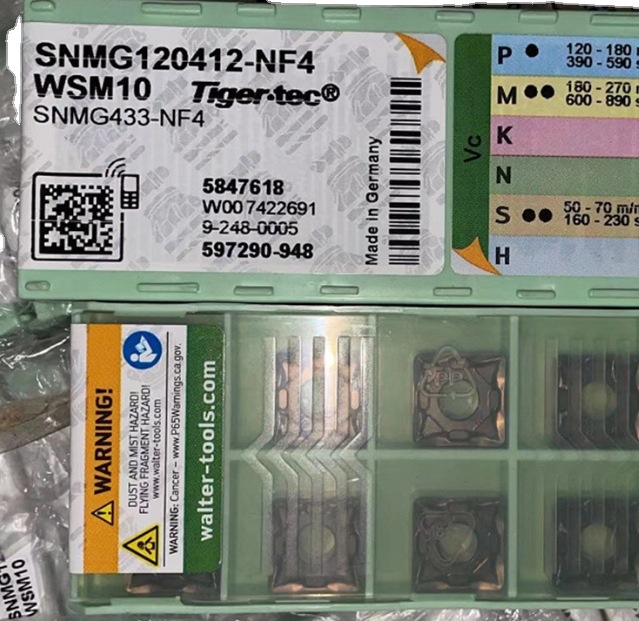 SNMG120412-NF4
WSM10 Tiger·tec®
SNMG433-NF4
5847618
W00 7422691
9-248-0005
597290-948
Made in Germany
Vc
P ● 120 - 180
390 - 590
M ●● 180 - 270
600 - 890
K
N
S ●● 50 - 70 m/
160 - 230
H
WARNING!
DUST AND MIST HAZARD!
FLYING FRAGMENT HAZARD!
www.walter-tools.com
WARNING: Cancer – www.P65Warnings.ca.gov.
walter-tools.com
SNMG1
WSM10